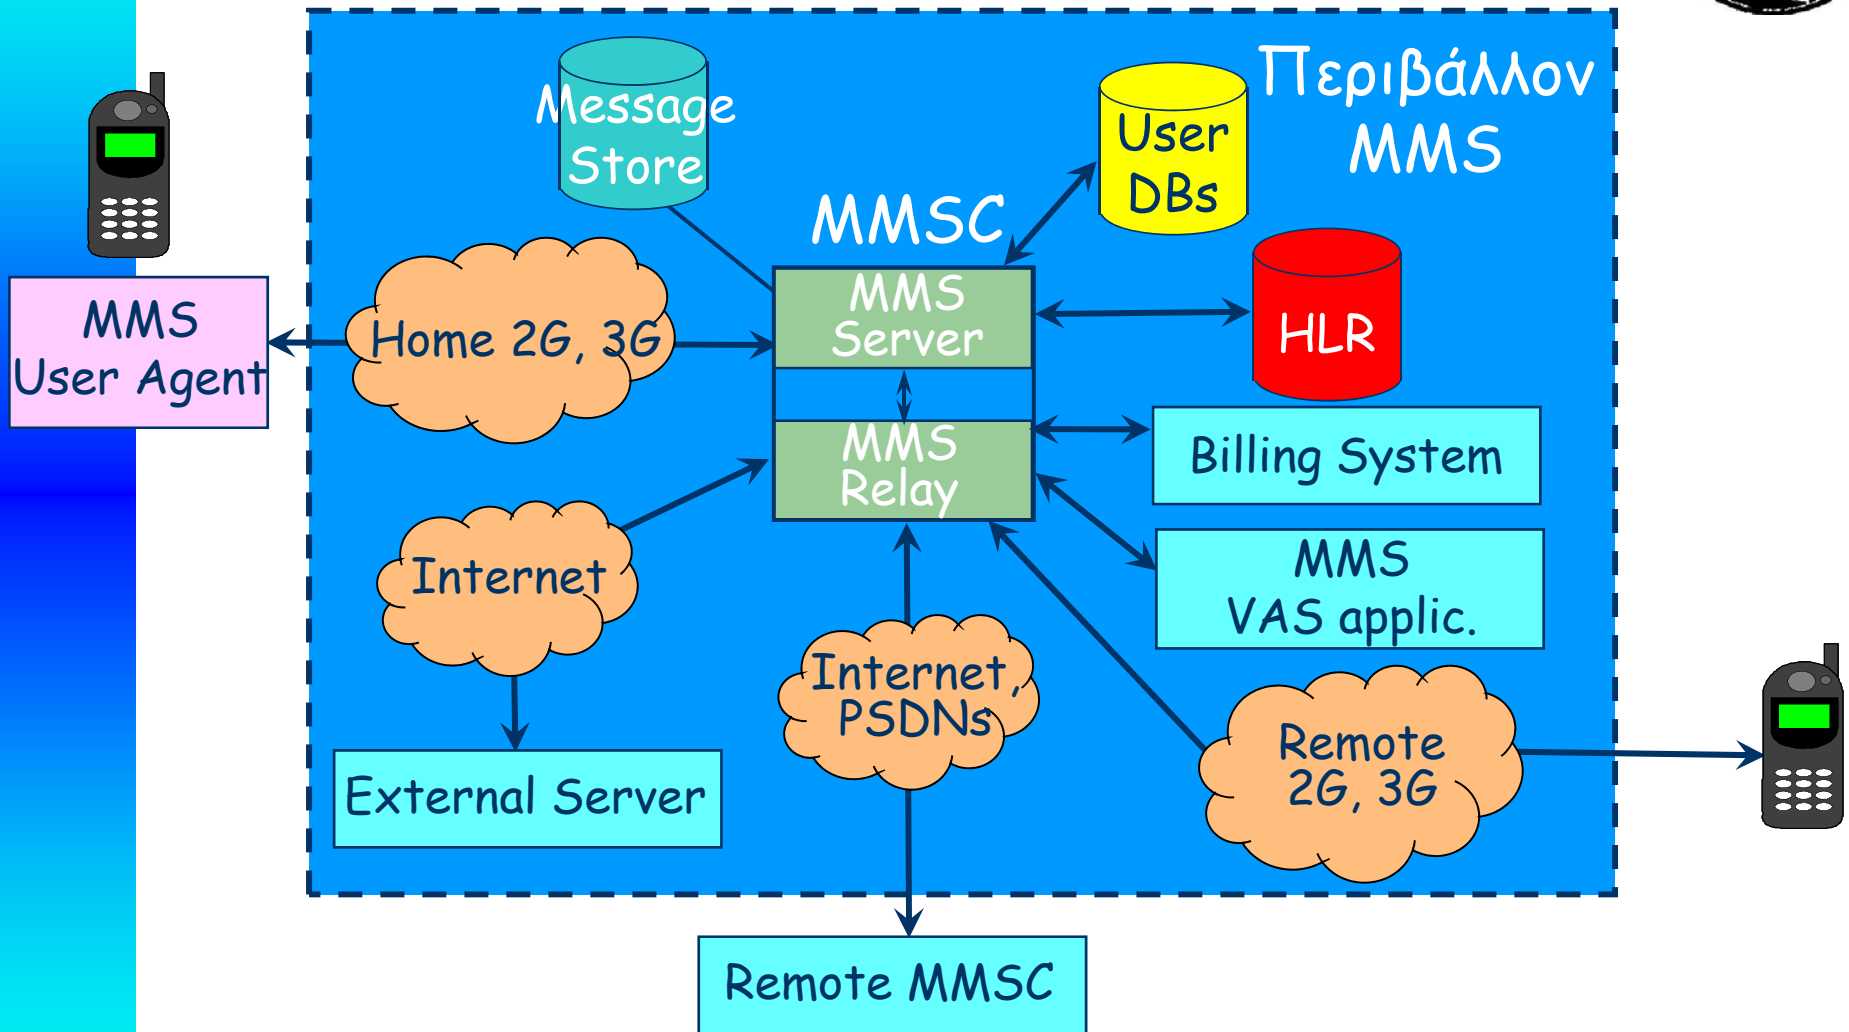 Περιβάλλον
MMS
Message
Store
User
DBs
MMSC
MMS
Server
HLR
MMS
User Agent
Home 2G, 3G
MMS
Relay
Billing System
Internet
MMS
VAS applic.
Internet,
PSDNs
Remote
2G, 3G
External Server
Remote MMSC